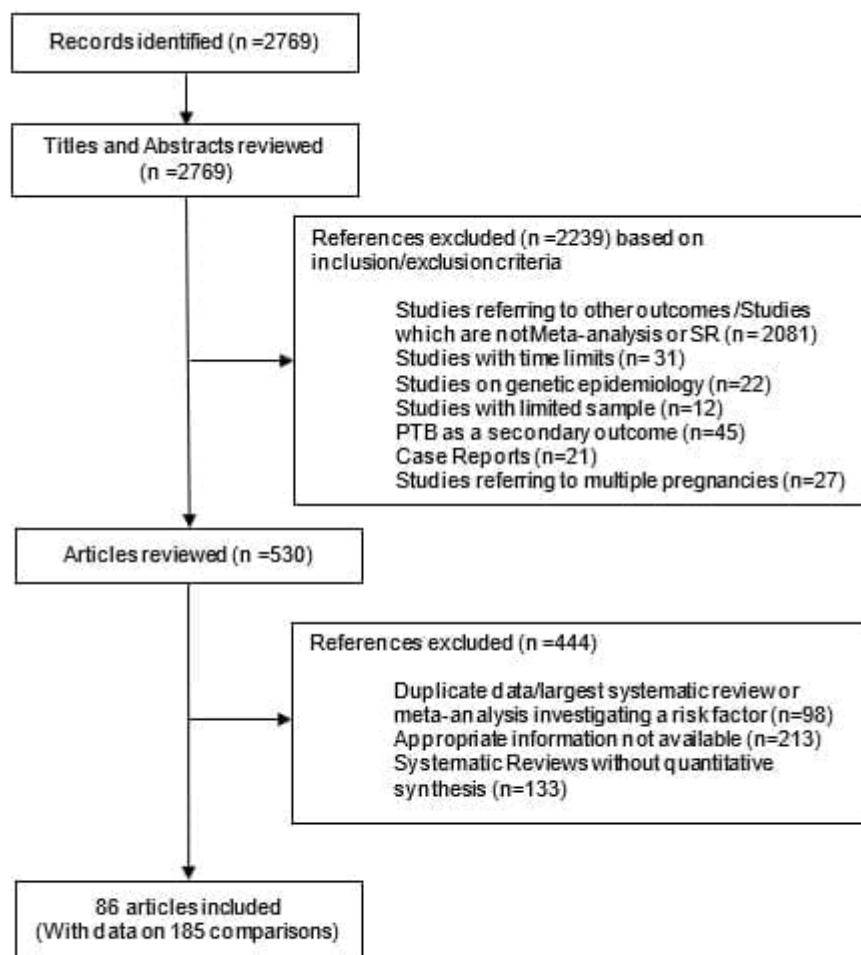 Records identified (n =2769)
Titles and Abstracts reviewed
(n =2769)
References excluded (n =2239) based on
inclusion/exclusion criteria
Studies referring to other outcomes /Studies
which are not Meta-analysis or SR (n= 2081)
Studies with time limits (n= 31)
Studies on genetic epidemiology (n=22)
Studies with limited sample (n=12)
PTB as a secondary outcome (n=45)
Case Reports (n=21)
Studies referring to multiple pregnancies (n=27)
Articles reviewed (n =530)
References excluded (n =444)
Duplicate data/largest systematic review or
meta-analysis investigating a risk factor (n=98)
Appropriate information not available (n=213)
Systematic Reviews without quantitative
synthesis (n=133)
86 articles included
(With data on 185 comparisons)